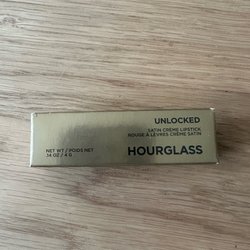 UNLOCKED
SATIN CRÈME LIPSTICK
ROUGE À LÈVRES CRÈME SATIN
NET WT / POIDS NET
.14 OZ / 4 G
HOURGLASS